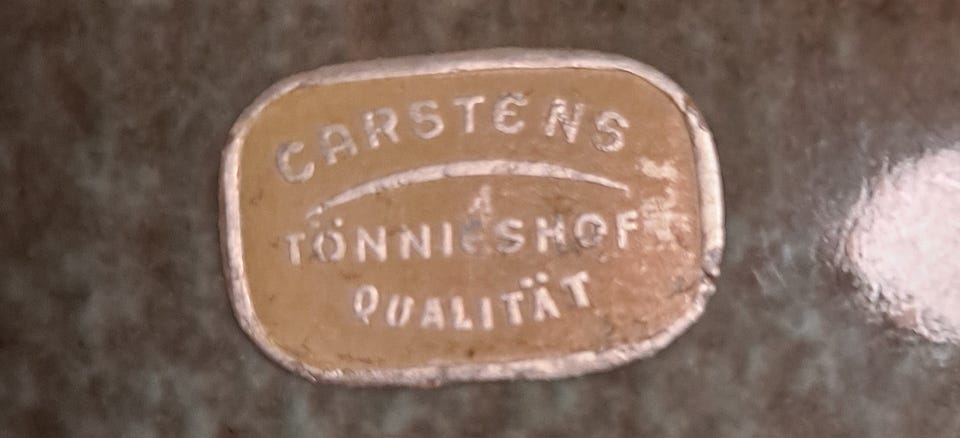 CARSTENS
TÖNNIESHOF
QUALITÄT